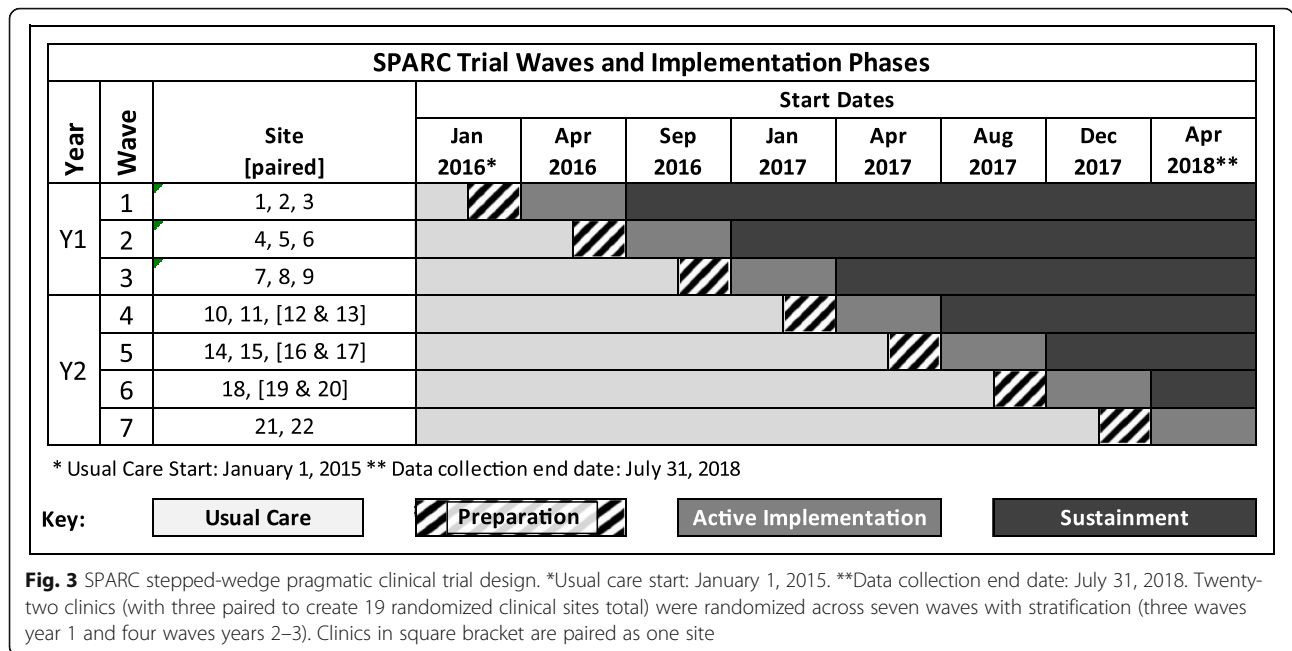 SPARC Trial Waves and Implementation Phases
Year
Wave
Site
[paired]
Start Dates
Jan
2016*
Apr
2016
Sep
2016
Jan
2017
Apr
2017
Aug
2017
Dec
2017
Apr
2018**
Y1
1
1, 2, 3
2
4, 5, 6
3
7, 8, 9
Y2
4
10, 11, [12 & 13]
5
14, 15, [16 & 17]
6
18, [19 & 20]
7
21, 22
* Usual Care Start: January 1, 2015 ** Data collection end date: July 31, 2018
Key:
Usual Care
Preparation
Active Implementation
Sustainment
Fig. 3 SPARC stepped-wedge pragmatic clinical trial design. *Usual care start: January 1, 2015. **Data collection end date: July 31, 2018. Twenty-
two clinics (with three paired to create 19 randomized clinical sites total) were randomized across seven waves with stratification (three waves
year 1 and four waves years 2–3). Clinics in square bracket are paired as one site